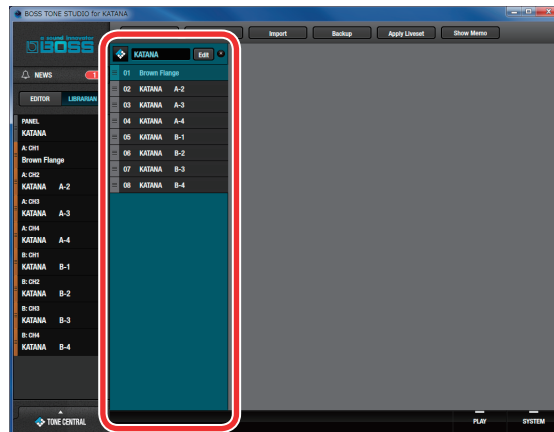 BOSS TONE STUDIO for KATANA
a sound innovator
BOSS
Import
Backup
Apply Liveset
Show Memo
NEWS
EDITOR
LIBRARIAN
PANEL
KATANA
A: CH1
Brown Flange
A: CH2
KATANA A-2
A: CH3
KATANA A-3
A: CH4
KATANA A-4
B: CH1
KATANA B-1
B: CH2
KATANA B-2
B: CH3
KATANA B-3
B: CH4
KATANA B-4
TONE CENTRAL
KATANA
Edit
01 Brown Flange
02 KATANA A-2
03 KATANA A-3
04 KATANA A-4
05 KATANA B-1
06 KATANA B-2
07 KATANA B-3
08 KATANA B-4
PLAY
SYSTEM